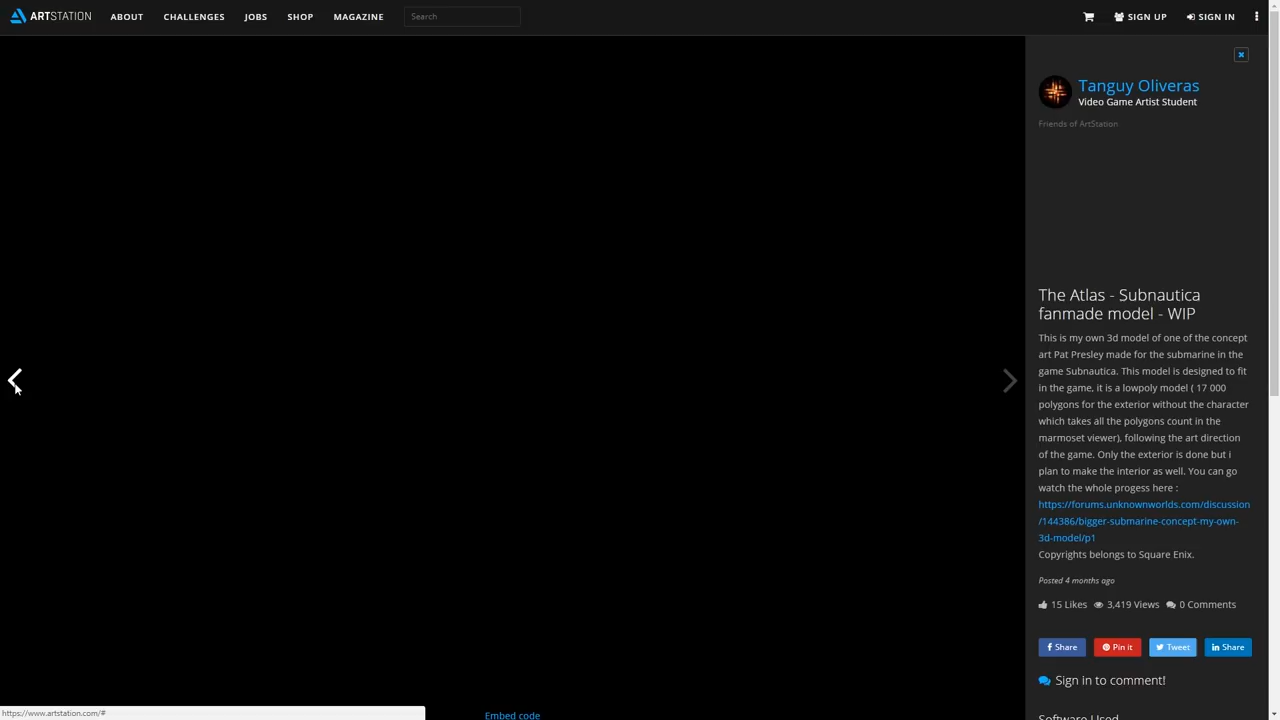 ARTSTATION ABOUT CHALLENGES JOBS SHOP MAGAZINE Search SIGN UP SIGN IN
Tanguy Oliveras
Video Game Artist Student
Friends of ArtStation
The Atlas - Subnautica
fanmade model - WIP
This is my own 3d model of one of the concept
art Pat Presley made for the submarine in the
game Subnautica. This model is designed to fit
in the game, it is a lowpoly model ( 17 000
polygons for the exterior without the character
which takes all the polygons count in the
marmoset viewer), following the art direction
of the game. Only the exterior is done but i
plan to make the interior as well. You can go
watch the whole progess here :
https://forums.unknownworlds.com/discussion
/144386/bigger-submarine-concept-my-own-
3d-model/p1
Copyrights belongs to Square Enix.
Posted 4 months ago
15 Likes 3,419 Views 0 Comments
Share Pin it Tweet Share
Sign in to comment!
Software Used
https://www.artstation.com/#
Embed code